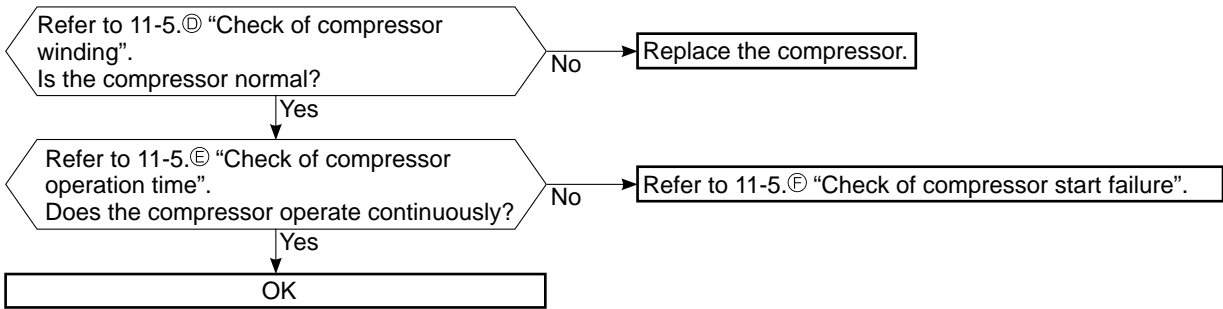 Refer to 11-5.Ⓓ “Check of compressor
winding”.
Is the compressor normal?
No
Replace the compressor.
Yes
Refer to 11-5.Ⓔ “Check of compressor
operation time”.
Does the compressor operate continuously?
No
Refer to 11-5.Ⓕ “Check of compressor start failure”.
Yes
OK